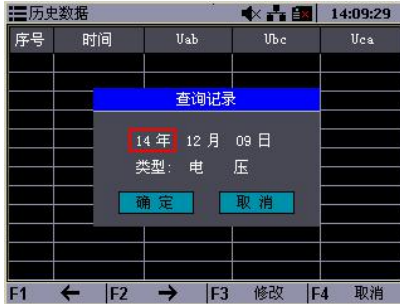 历史数据 14:09:29
序号 时间 Uab Ubc Uca
查询记录
14 年 12 月 09 日
类型: 电 压
确 定 取 消
F1 ← F2 → F3 修改 F4 取消